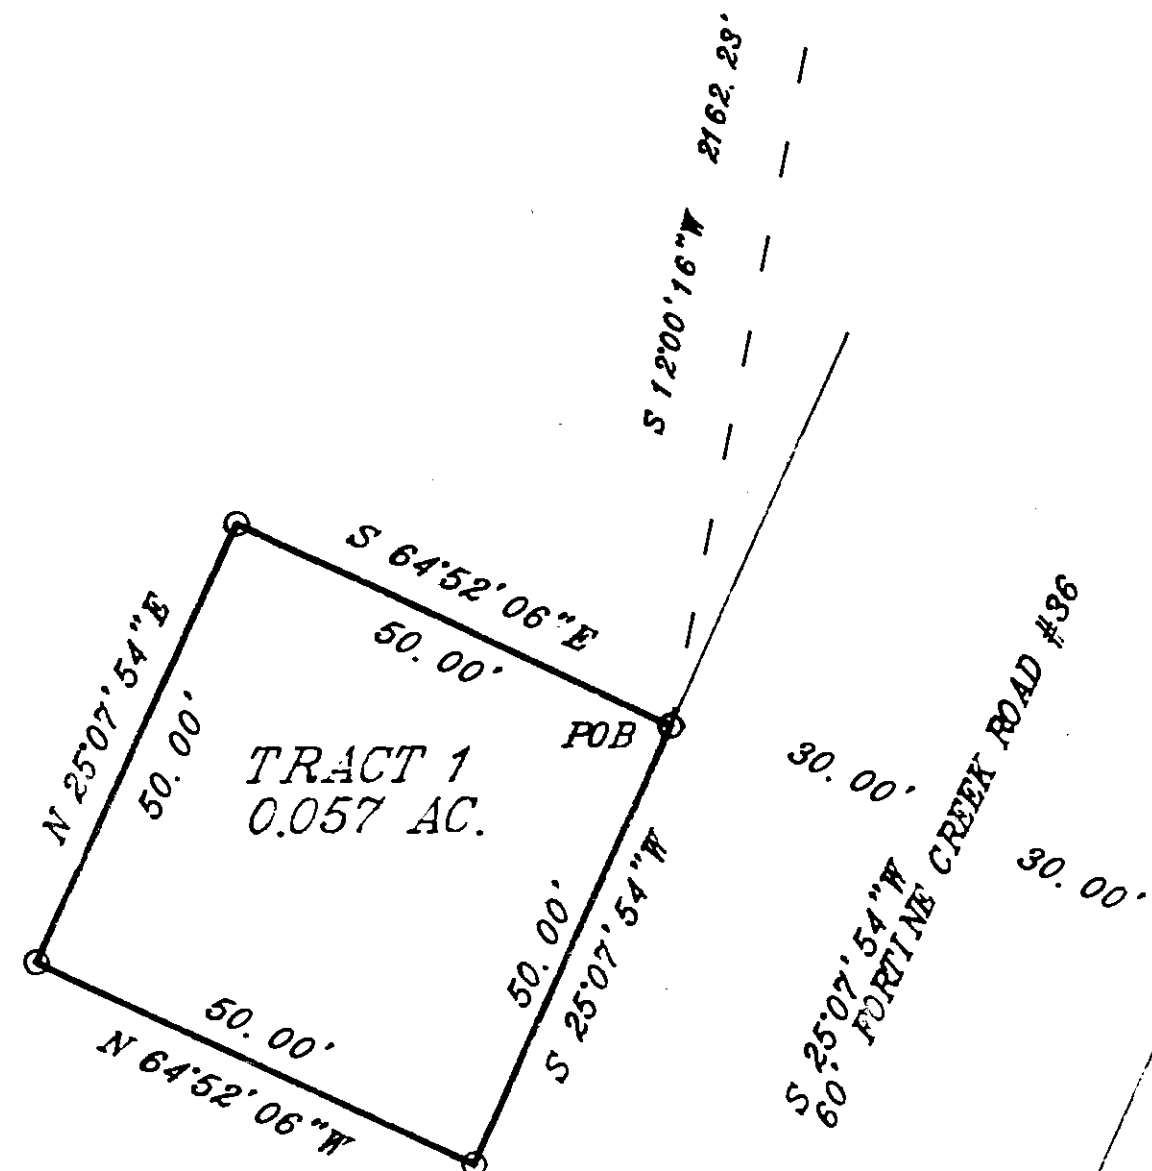 2162.23'
S 12°00'16"W
S 64°52'06"E
50.00'
N 25°07'54"E
50.00'
POB
TRACT 1
0.057 AC.
30.00'
30.00'
50.00'
S 25°07'54"W
50.00'
N 64°52'06"W
S 25°07'54"W
60' FORTINE CREEK ROAD #36